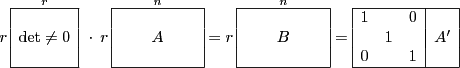 r n n
r det ≠ 0 · r A = r B = 1 0 1 0 1 A′